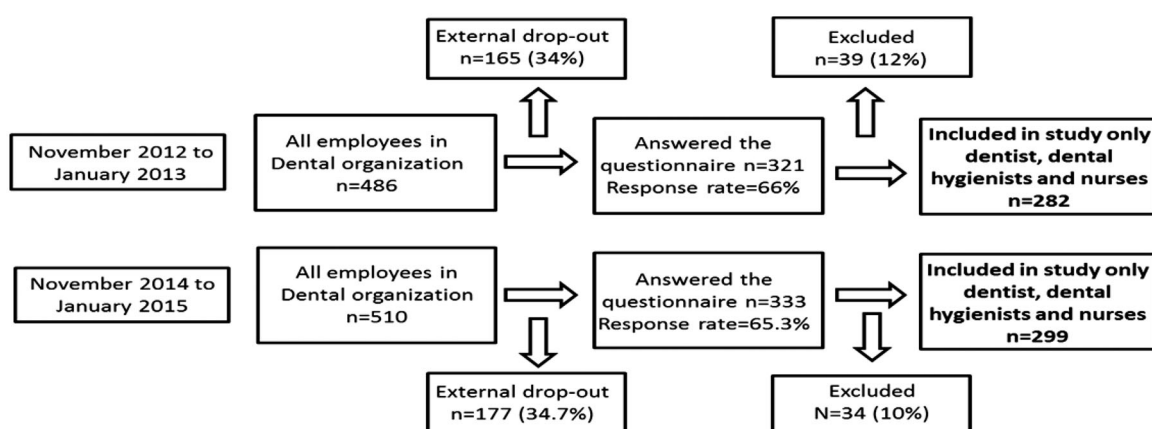 External drop-out
n=165 (34%)
Excluded
n=39 (12%)
November 2012 to
January 2013
All employees in
Dental organization
n=486
Answered the
questionnaire n=321
Response rate=66%
Included in study only
dentist, dental
hygienists and nurses
n=282
November 2014 to
January 2015
All employees in
Dental organization
n=510
Answered the
questionnaire n=333
Response rate=65.3%
Included in study only
dentist, dental
hygienists and nurses
n=299
External drop-out
n=177 (34.7%)
Excluded
N=34 (10%)